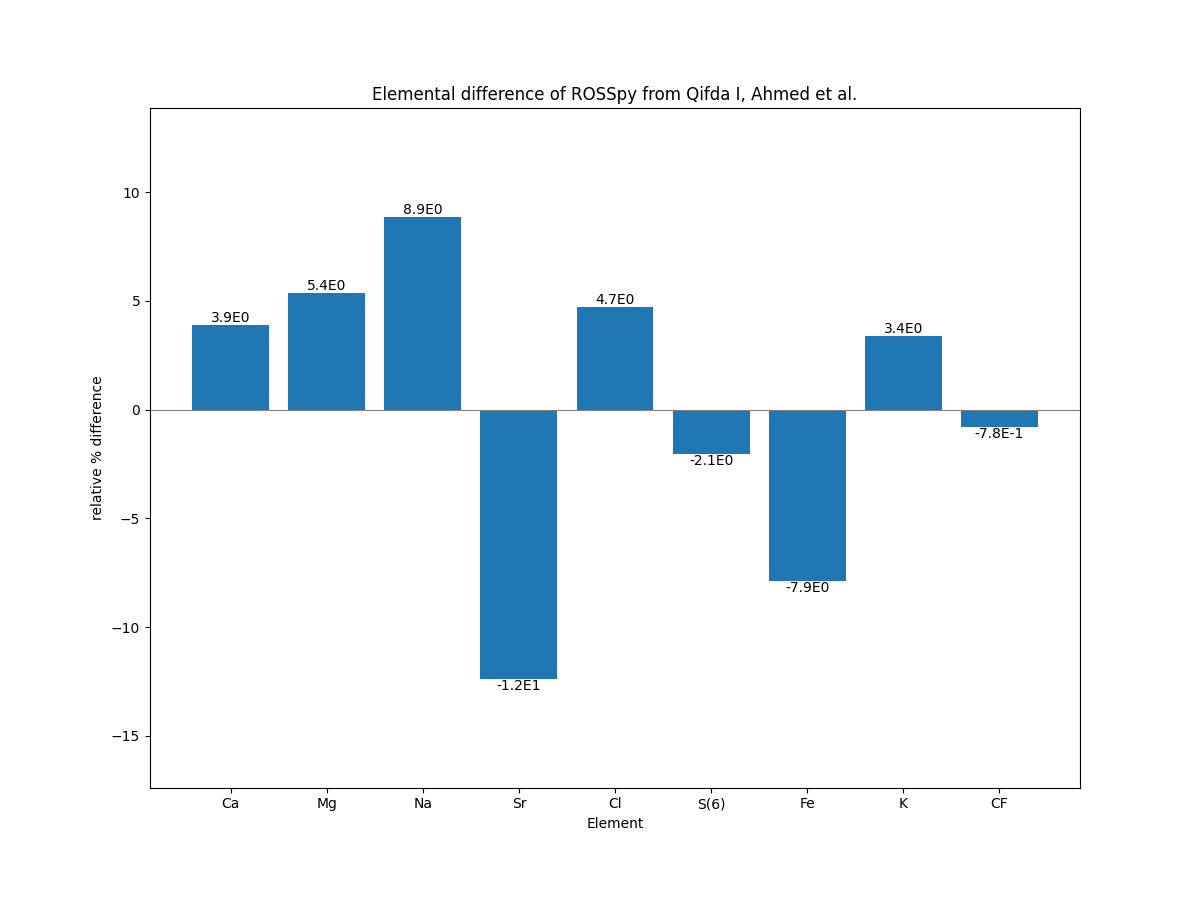 Elemental difference of ROSSpy from Qifda I, Ahmed et al.
relative % difference
10
5
0
−5
−10
−15
3.9E0
5.4E0
8.9E0
-1.2E1
4.7E0
-2.1E0
-7.9E0
3.4E0
-7.8E-1
Ca Mg Na Sr Cl S(6) Fe K CF
Element